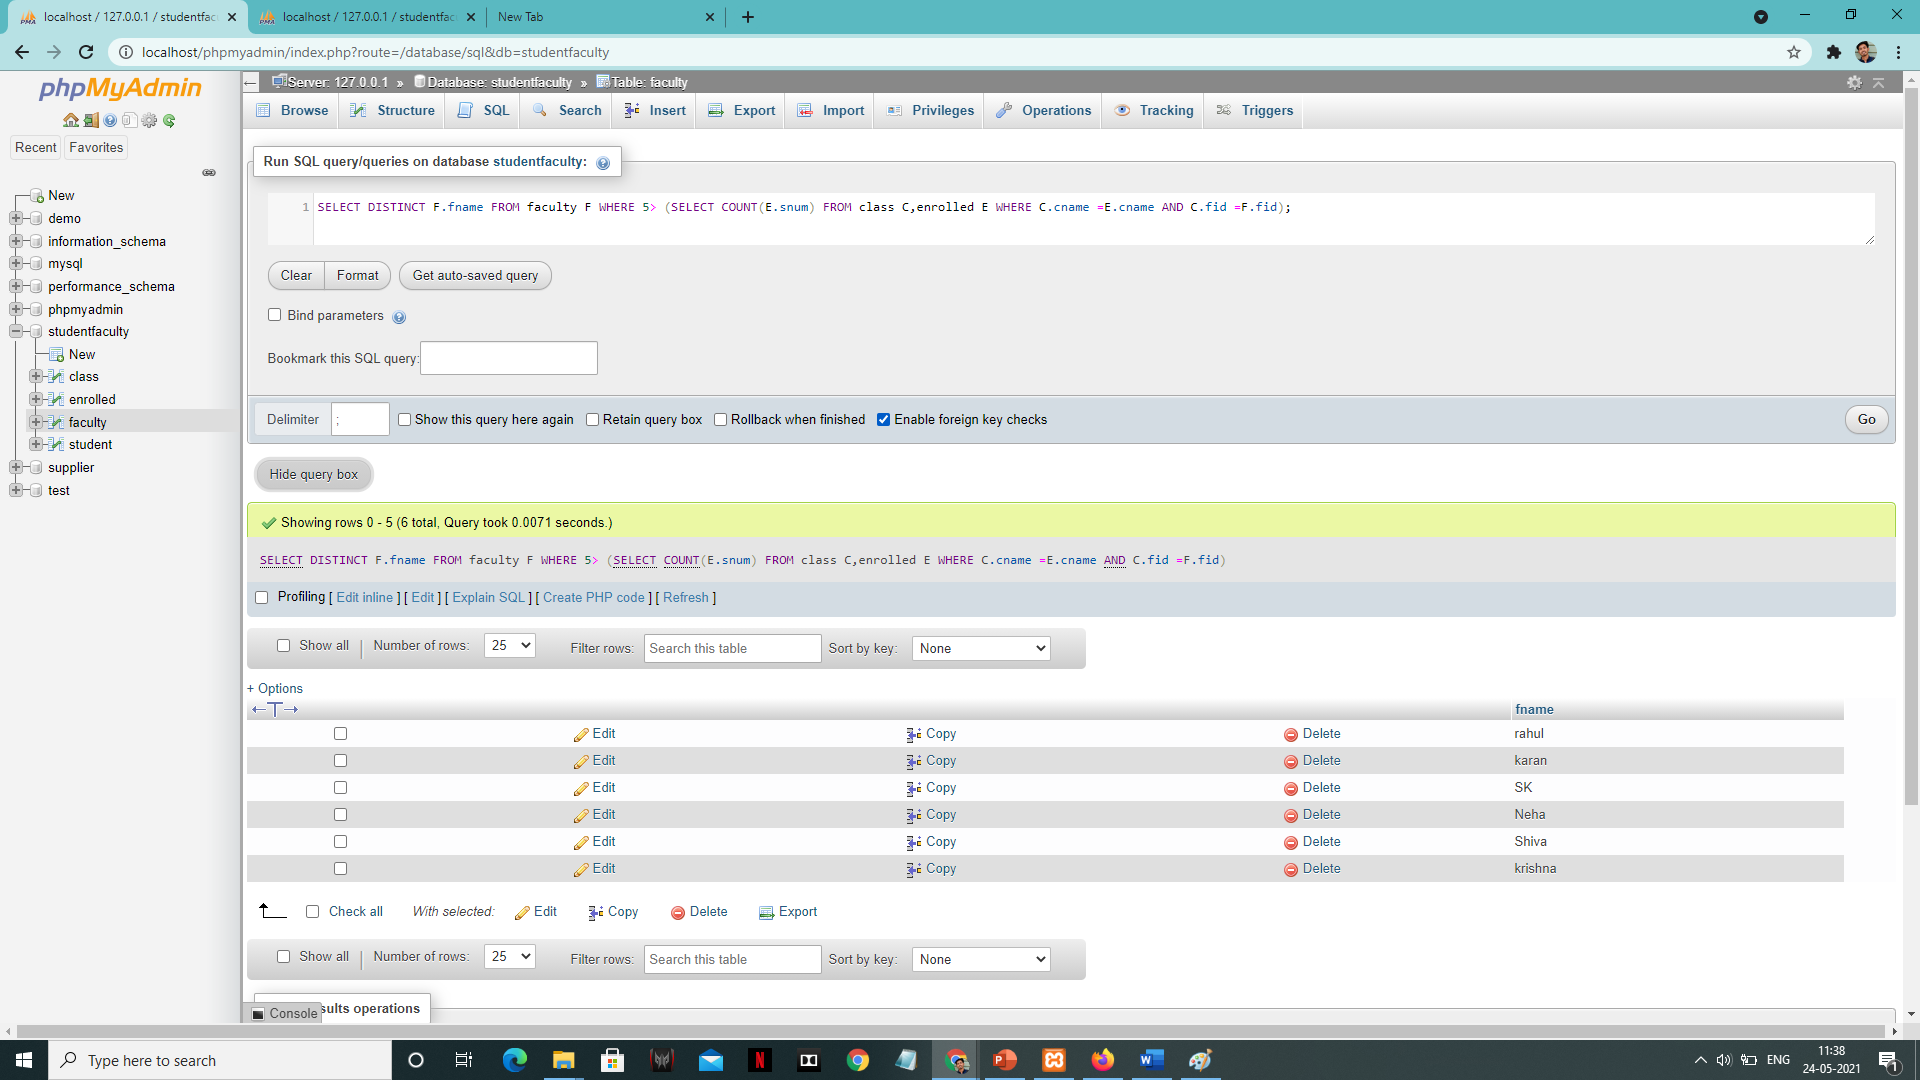 localhost / 127.0.0.1 / studentfac
localhost / 127.0.0.1 / studentfac
New Tab
localhost/phpmyadmin/index.php?route=/database/sql&db=studentfaculty
phpMyAdmin
Recent Favorites
New
demo
information_schema
mysql
performance_schema
phpmyadmin
studentfaculty
New
class
enrolled
faculty
student
supplier
test
Server: 127.0.0.1 » Database: studentfaculty » Table: faculty
Browse Structure SQL Search Insert Export Import Privileges Operations Tracking Triggers
Run SQL query/queries on database studentfaculty:
1 SELECT DISTINCT F.fname FROM faculty F WHERE 5> (SELECT COUNT(E.snum) FROM class C,enrolled E WHERE C.cname =E.cname AND C.fid =F.fid);
Clear Format Get auto-saved query
Bind parameters
Bookmark this SQL query:
Delimiter ; Show this query here again Retain query box Rollback when finished Enable foreign key checks Go
Hide query box
Showing rows 0 - 5 (6 total, Query took 0.0071 seconds.)
SELECT DISTINCT F.fname FROM faculty F WHERE 5> (SELECT COUNT(E.snum) FROM class C,enrolled E WHERE C.cname =E.cname AND C.fid =F.fid)
Profiling [ Edit inline ] [ Edit ] [ Explain SQL ] [ Create PHP code ] [ Refresh ]
Show all | Number of rows: 25 Filter rows: Search this table Sort by key: None
+ Options
←T→ fname
Edit Copy Delete rahul
Edit Copy Delete karan
Edit Copy Delete SK
Edit Copy Delete Neha
Edit Copy Delete Shiva
Edit Copy Delete krishna
Check all With selected: Edit Copy Delete Export
Show all | Number of rows: 25 Filter rows: Search this table Sort by key: None
Console sults operations
Type here to search
ENG
11:38
24-05-2021
1